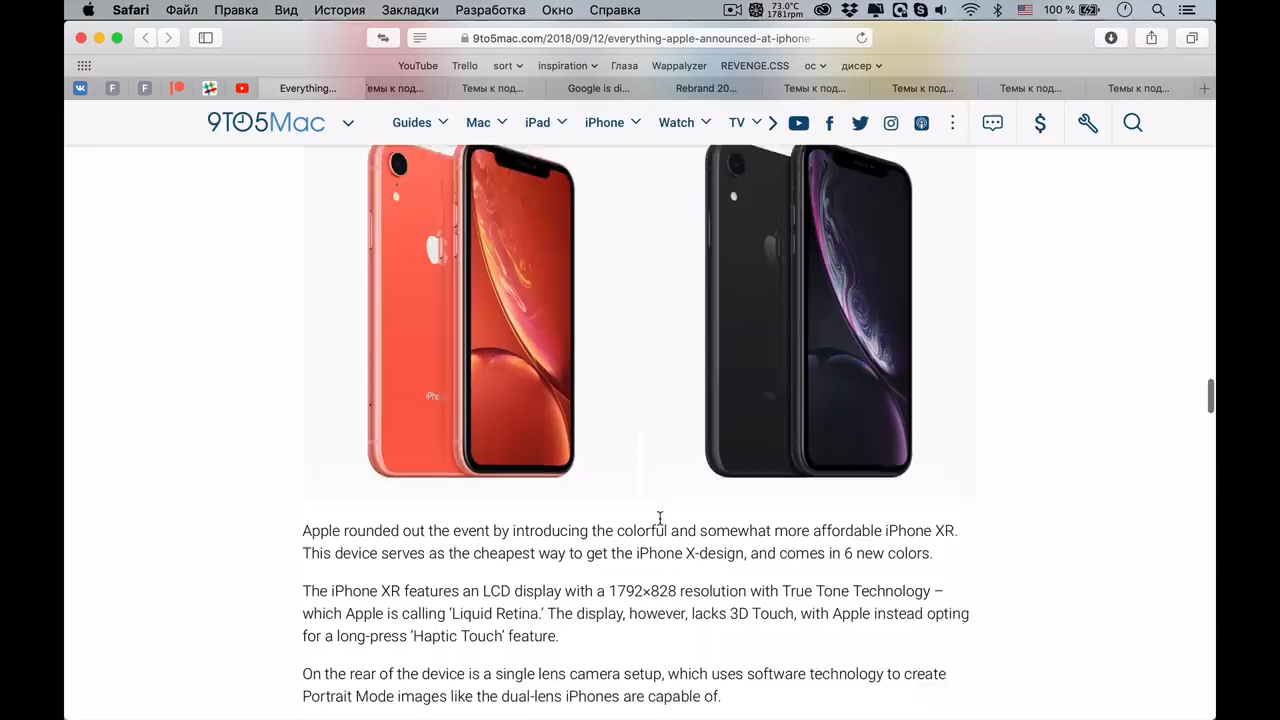 Safari Файл Правка Вид История Закладки Разработка Окно Справка 73.0°C 1781rpm 100 %
9to5mac.com/2018/09/12/everything-apple-announced-at-iphone-
YouTube Trello sort inspiration Глаза Wappalyzer REVENGE.CSS ос дисер
F F Everything... емы к под... Темы к под... Google is di... Rebrand 20... Темы к под... Темы к под... Темы к под... Темы к под...
9TO5Mac Guides Mac iPad iPhone Watch TV
Apple rounded out the event by introducing the colorful and somewhat more affordable iPhone XR.
This device serves as the cheapest way to get the iPhone X-design, and comes in 6 new colors.
The iPhone XR features an LCD display with a 1792×828 resolution with True Tone Technology –
which Apple is calling ‘Liquid Retina.’ The display, however, lacks 3D Touch, with Apple instead opting
for a long-press ‘Haptic Touch’ feature.
On the rear of the device is a single lens camera setup, which uses software technology to create
Portrait Mode images like the dual-lens iPhones are capable of.